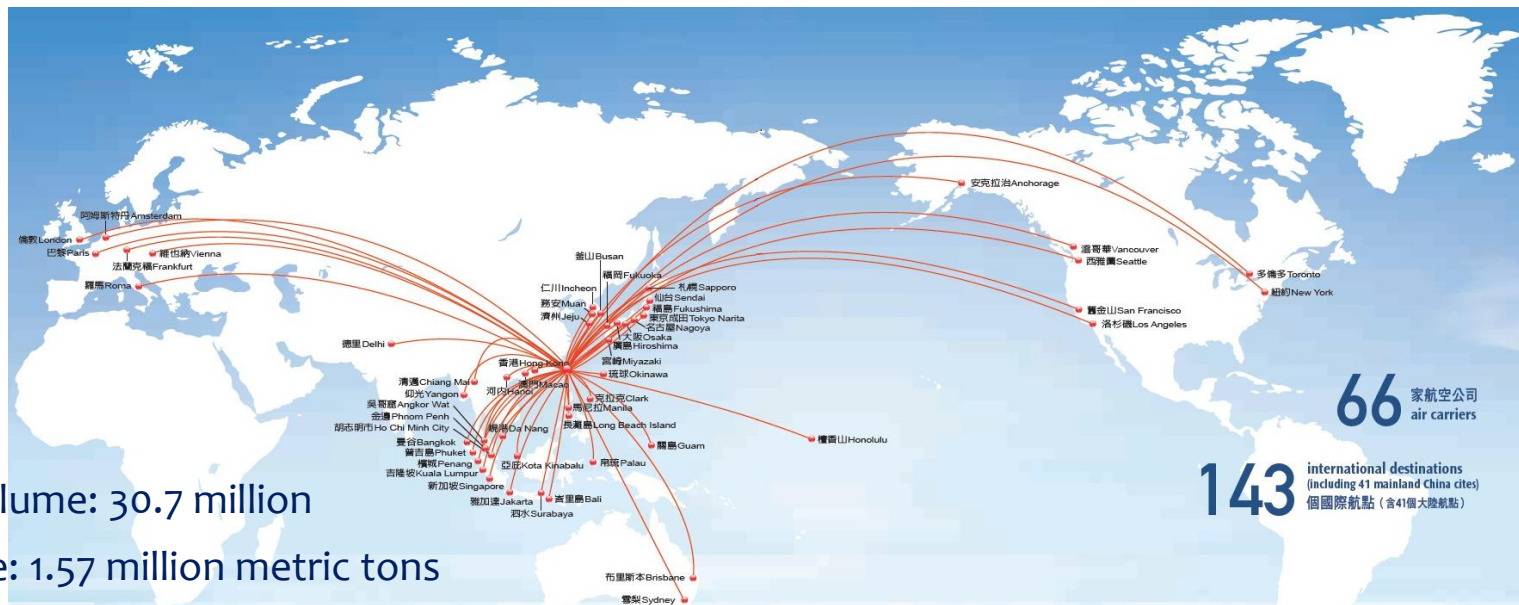 阿姆斯特丹Amsterdam
倫敦London
巴黎Paris
維也納Vienna
法蘭克福Frankfurt
羅馬Roma
德里Delhi
釜山Busan
福岡Fukuoka
仁川Incheon
札幌Sapporo
仙台Sendai
務安Muan
福島Fukushima
濟州Jeju
東京成田Tokyo Narita
名古屋Nagoya
大阪Osaka
廣島Hiroshima
宮崎Miyazaki
琉球Okinawa
香港Hong Kong
澳門Macao
河內Hanoi
清邁Chiang Mai
仰光Yangon
吳哥窟Angkor Wat
金邊Phnom Penh
胡志明市Ho Chi Minh City
峴港Da Nang
曼谷Bangkok
普吉島Phuket
檳城Penang
吉隆坡Kuala Lumpur
新加坡Singapore
亞庇Kota Kinabalu
雅加達Jakarta
泗水Surabaya
峇里島Bali
克拉克Clark
馬尼拉Manila
長灘島Long Beach Island
關島Guam
帛琉Palau
檀香山Honolulu
布里斯本Brisbane
雪梨Sydney
安克拉治Anchorage
溫哥華Vancouver
西雅圖Seattle
多倫多Toronto
紐約New York
舊金山San Francisco
洛杉磯Los Angeles
66 家航空公司
air carriers
143 international destinations
(including 41 mainland China cites)
個國際航點（含41個大陸航點）
lume: 30.7 million
e: 1.57 million metric tons